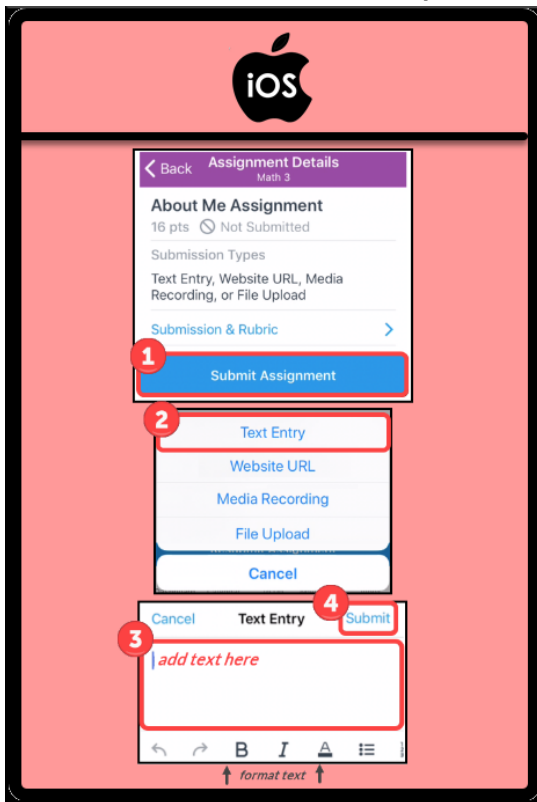 iOS
Back
Assignment Details
Math 3
About Me Assignment
16 pts Not Submitted
Submission Types
Text Entry, Website URL, Media
Recording, or File Upload
Submission & Rubric
1
Submit Assignment
2
Text Entry
Website URL
Media Recording
File Upload
Cancel
4
Cancel Text Entry Submit
3
add text here
B I A
format text